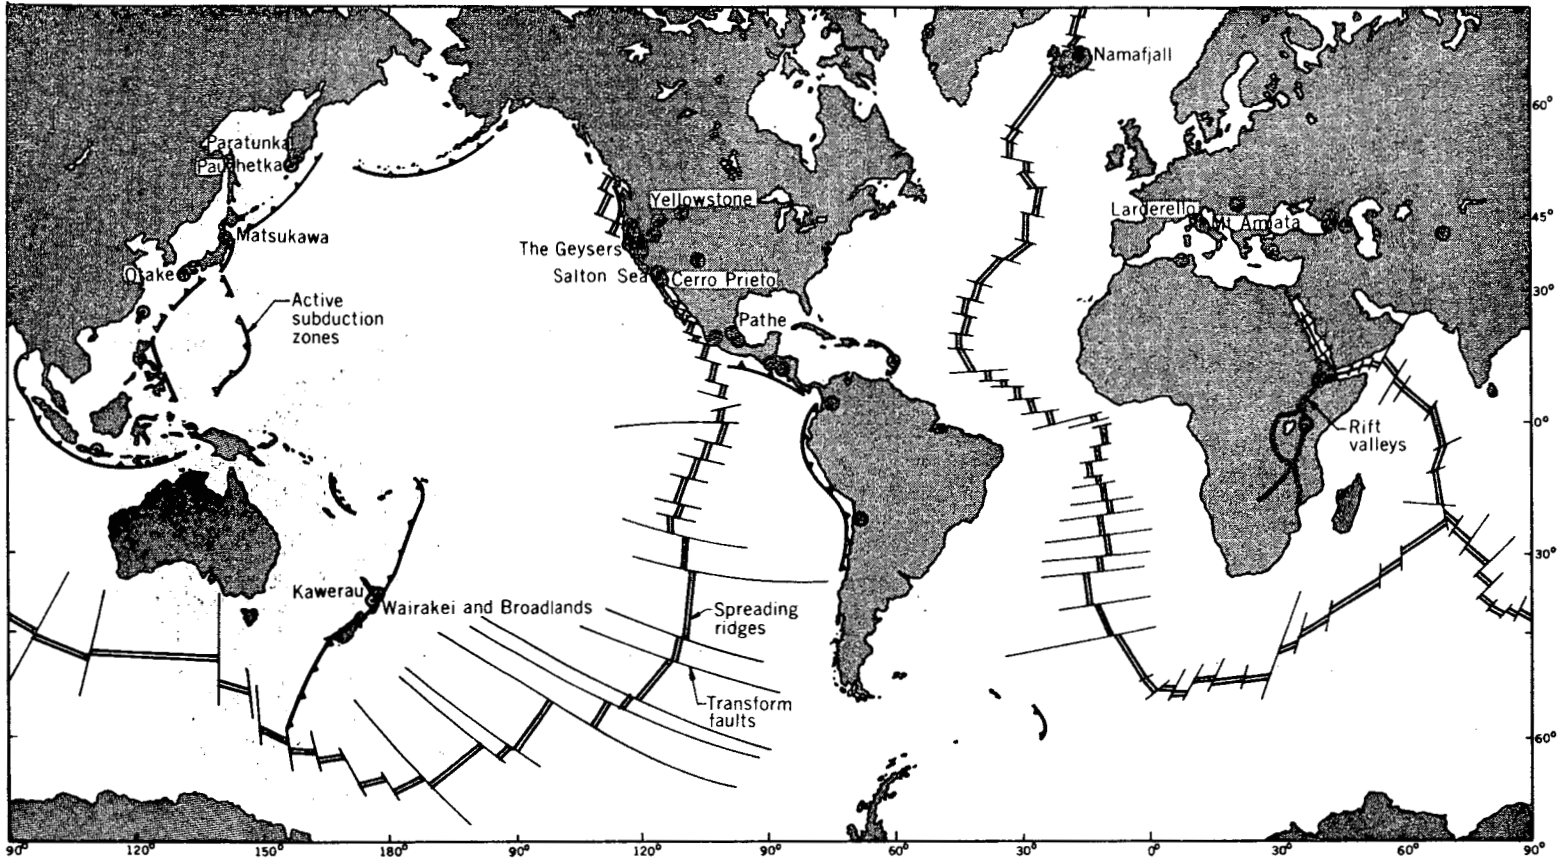 Namafjall
60°
Paratunka
Pauzhetka
Yellowstone
Larderello
Mt Amiata
45°
Matsukawa
The Geysers
Otake
Salton Sea
Cerro Prieto
30°
Active
subduction
zones
Pathe
0°
Rift
valleys
30°
Kawerau
Wairakei and Broadlands
Spreading
ridges
Transform
faults
60°
90°
120°
150°
180°
90°
120°
90°
60°
30°
0°
30°
60°
90°